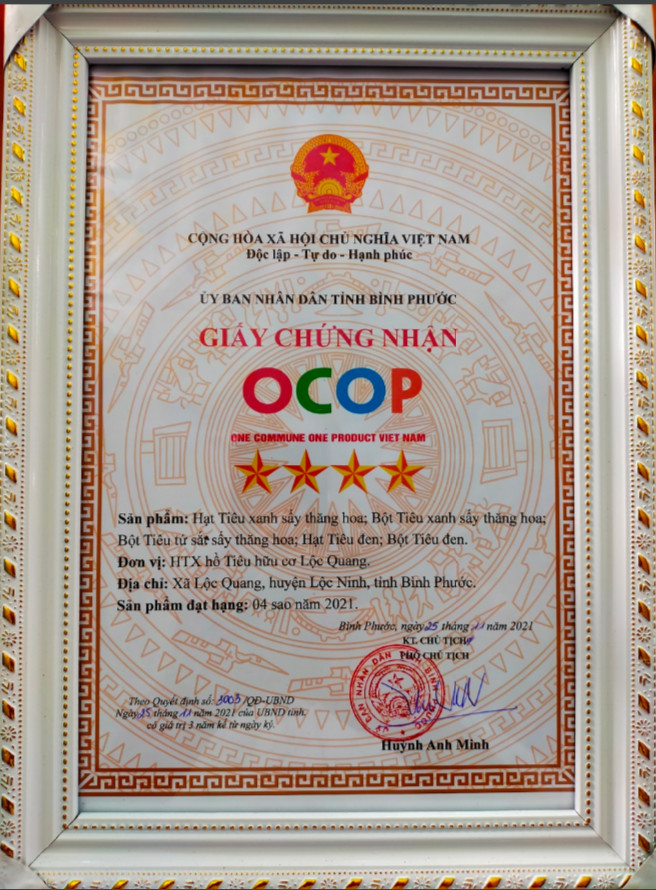 CỘNG HÒA XÃ HỘI CHỦ NGHĨA VIỆT NAM
Độc lập - Tự do - Hạnh phúc
ỦY BAN NHÂN DÂN TỈNH BÌNH PHƯỚC
GIẤY CHỨNG NHẬN
OCOP
ONE COMMUNE ONE PRODUCT VIET NAM
Sản phẩm: Hạt Tiêu xanh sấy thăng hoa; Bột Tiêu xanh sấy thăng hoa;
Bột Tiêu tứ sắt sấy thăng hoa; Hạt Tiêu đen; Bột Tiêu đen.
Đơn vị: HTX hồ Tiêu hữu cơ Lộc Quang.
Địa chỉ: Xã Lộc Quang, huyện Lộc Ninh, tỉnh Bình Phước.
Sản phẩm đạt hạng: 04 sao năm 2021.
Bình Phước, ngày 25 tháng 11 năm 2021
KT. CHỦ TỊCH
PHÓ CHỦ TỊCH
Theo Quyết định số: 3003 /QĐ-UBND
Ngày 25 tháng 11 năm 2021 của UBND tỉnh,
có giá trị 3 năm kể từ ngày ký.
Huỳnh Anh Minh